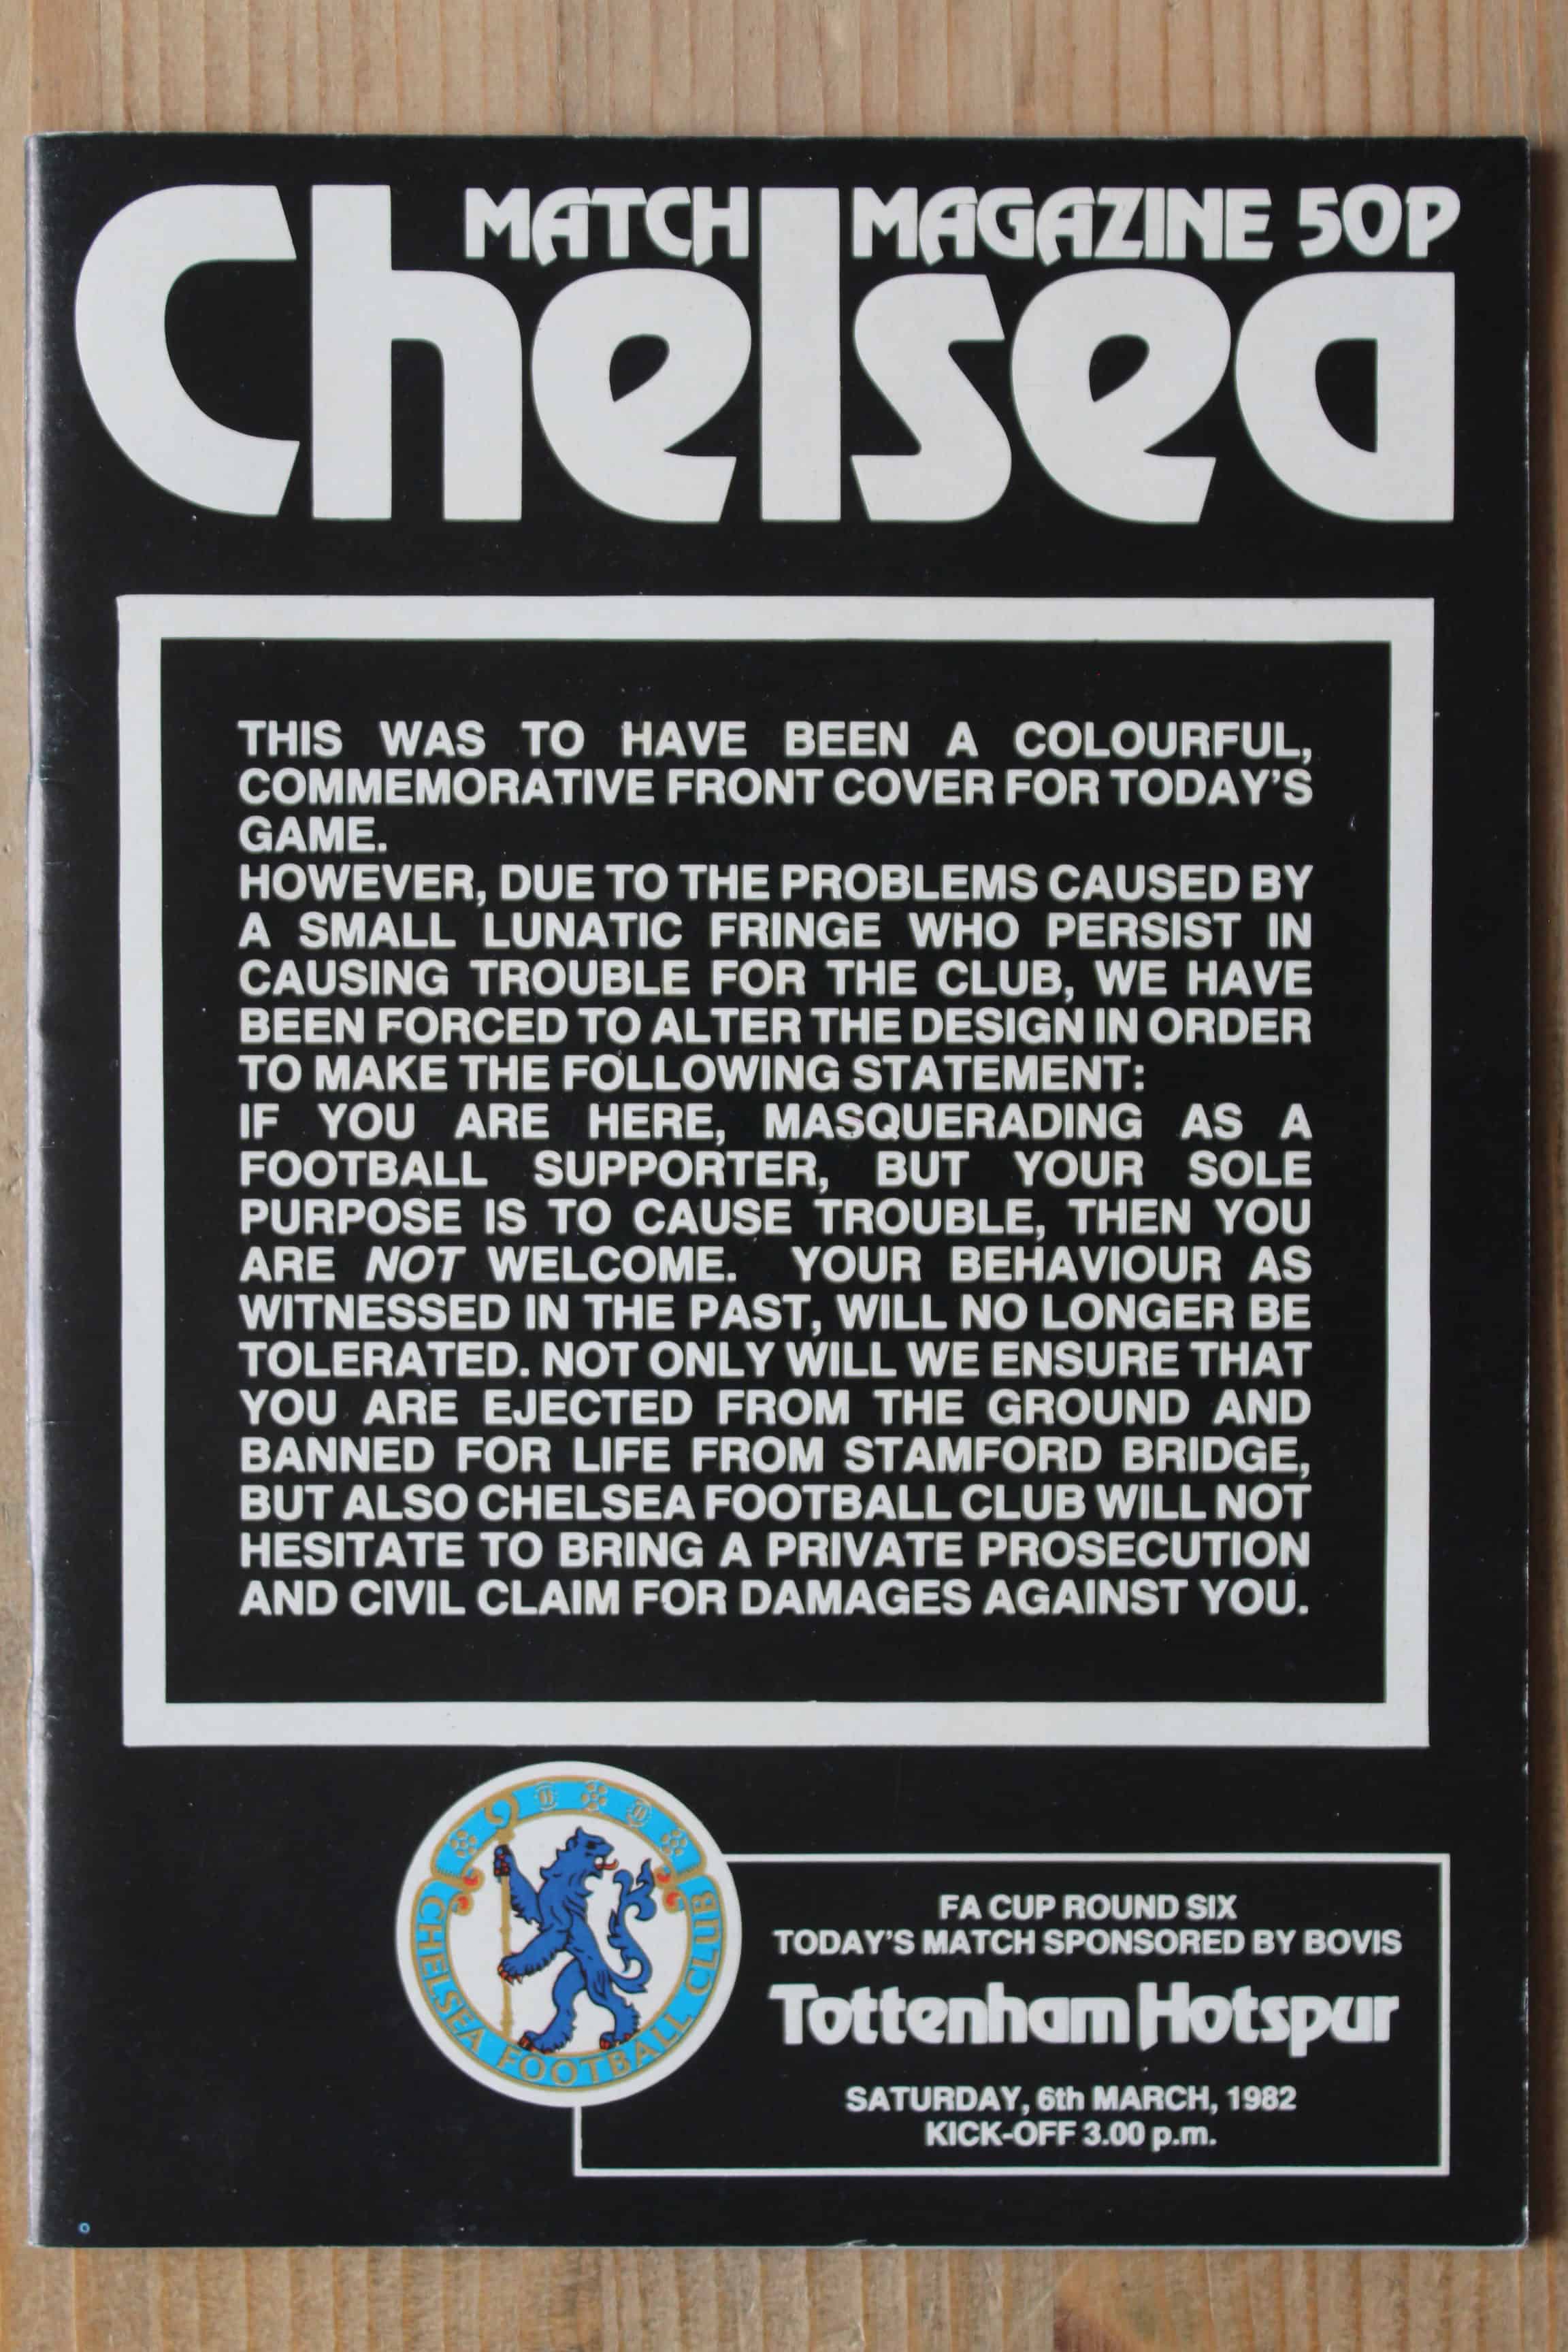 MATCH MAGAZINE 50P
Chelsea
THIS WAS TO HAVE BEEN A COLOURFUL,
COMMEMORATIVE FRONT COVER FOR TODAY'S
GAME.
HOWEVER, DUE TO THE PROBLEMS CAUSED BY
A SMALL LUNATIC FRINGE WHO PERSIST IN
CAUSING TROUBLE FOR THE CLUB, WE HAVE
BEEN FORCED TO ALTER THE DESIGN IN ORDER
TO MAKE THE FOLLOWING STATEMENT:
IF YOU ARE HERE, MASQUERADING AS A
FOOTBALL SUPPORTER, BUT YOUR SOLE
PURPOSE IS TO CAUSE TROUBLE, THEN YOU
ARE NOT WELCOME. YOUR BEHAVIOUR AS
WITNESSED IN THE PAST, WILL NO LONGER BE
TOLERATED. NOT ONLY WILL WE ENSURE THAT
YOU ARE EJECTED FROM THE GROUND AND
BANNED FOR LIFE FROM STAMFORD BRIDGE,
BUT ALSO CHELSEA FOOTBALL CLUB WILL NOT
HESITATE TO BRING A PRIVATE PROSECUTION
AND CIVIL CLAIM FOR DAMAGES AGAINST YOU.
CHELSEA FOOTBALL CLUB
FA CUP ROUND SIX
TODAY'S MATCH SPONSORED BY BOVIS
Tottenham Hotspur
SATURDAY, 6th MARCH, 1982
KICK-OFF 3.00 p.m.